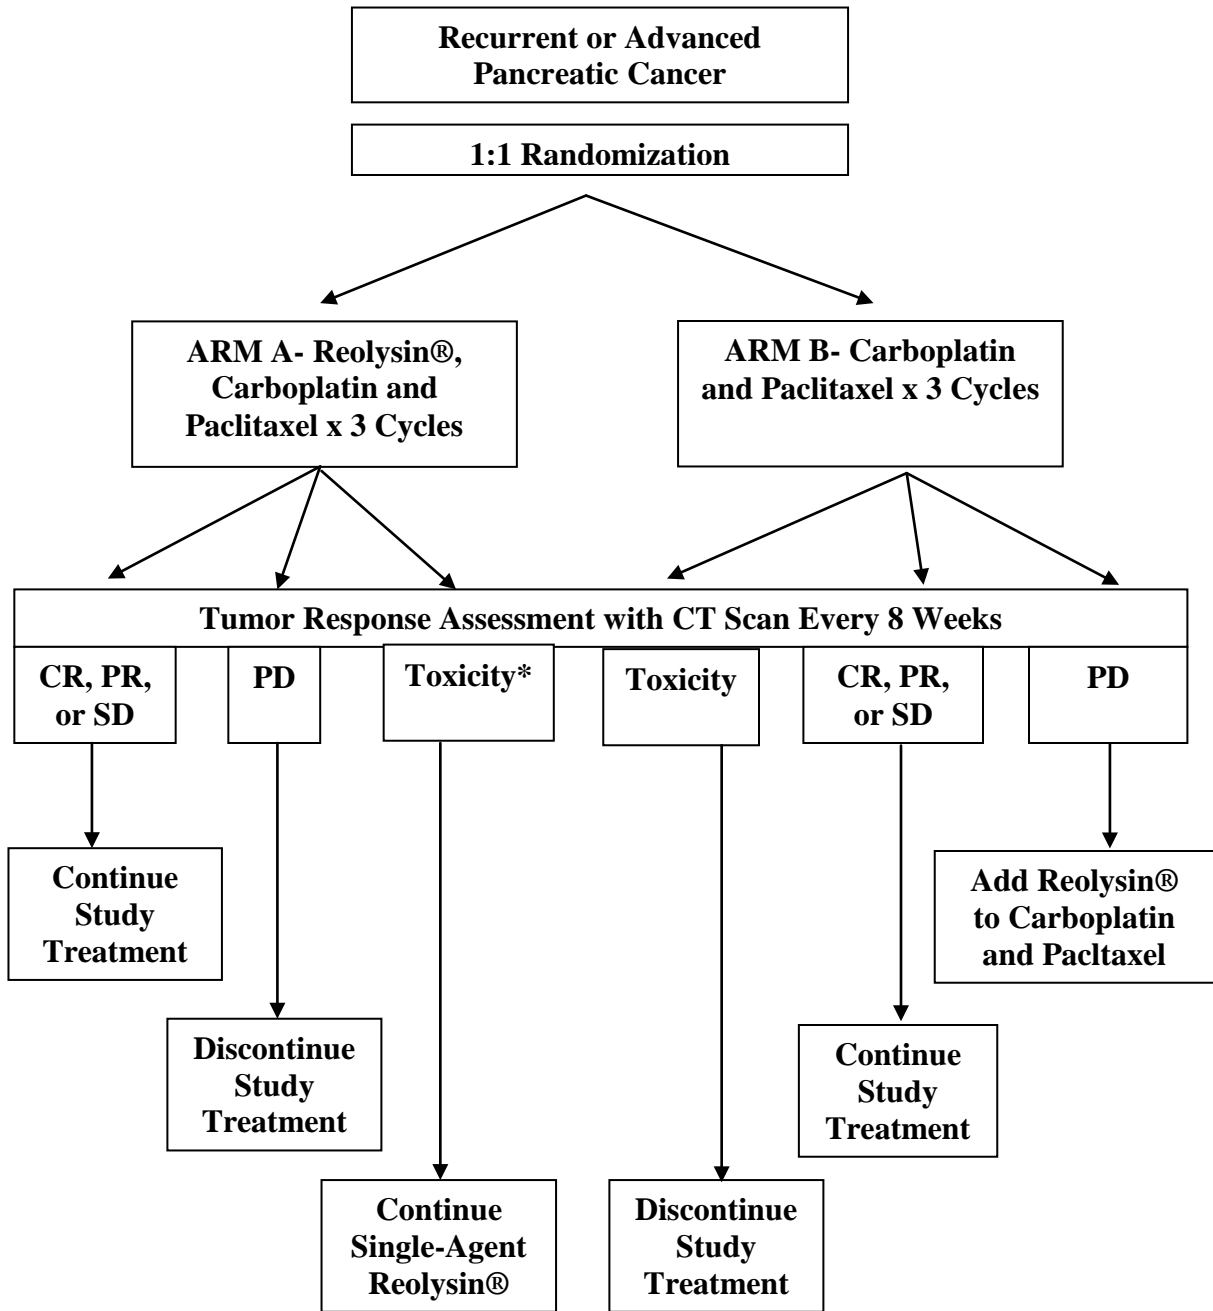 Recurrent or Advanced
Pancreatic Cancer
1:1 Randomization
ARM A- Reolysin®,
Carboplatin and
Paclitaxel x 3 Cycles
ARM B- Carboplatin
and Paclitaxel x 3 Cycles
Tumor Response Assessment with CT Scan Every 8 Weeks
CR, PR,
or SD
PD
Toxicity*
Toxicity
CR, PR,
or SD
PD
Continue
Study
Treatment
Discontinue
Study
Treatment
Continue
Single-Agent
Reolysin®
Discontinue
Study
Treatment
Continue
Study
Treatment
Add Reolysin®
to Carboplatin
and Pacltaxel